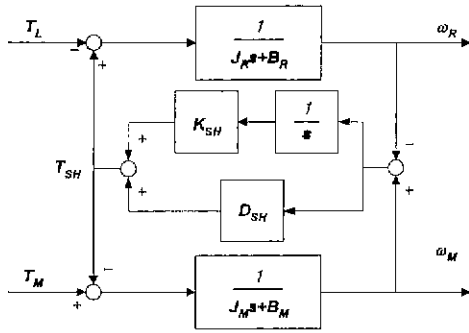 T_L
−
+
1
J_R s+B_R
ω_R
K_SH
1
s
+
+
T_SH
D_SH
−
+
T_M
+
−
1
J_M s+B_M
ω_M